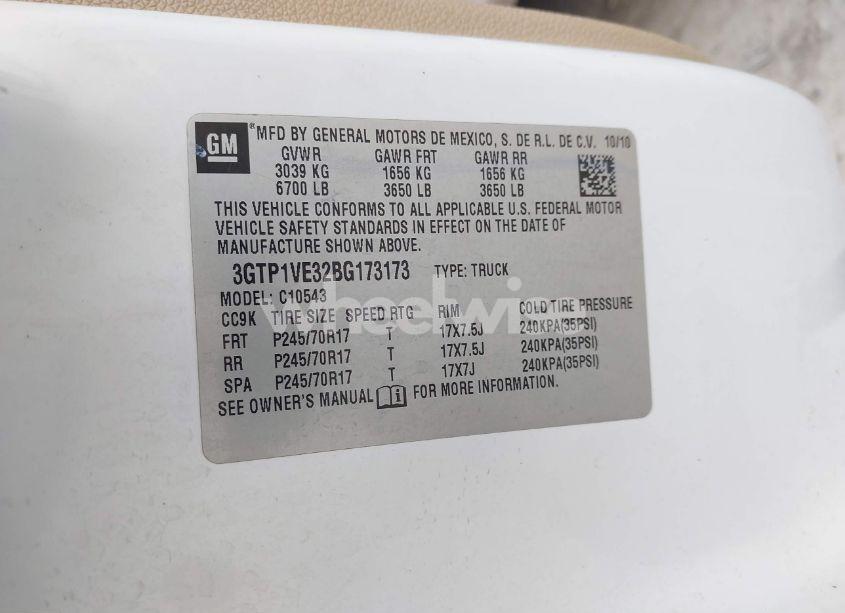 GM ® MFD BY GENERAL MOTORS DE MEXICO, S. DE R.L. DE C.V. 10/10
GVWR GAWR FRT GAWR RR
3039 KG 1656 KG 1656 KG
6700 LB 3650 LB 3650 LB
THIS VEHICLE CONFORMS TO ALL APPLICABLE U.S. FEDERAL MOTOR
VEHICLE SAFETY STANDARDS IN EFFECT ON THE DATE OF
MANUFACTURE SHOWN ABOVE.
3GTP1VE32BG173173 TYPE: TRUCK
MODEL: C10543
CC9K TIRE SIZE SPEED RTG RIM COLD TIRE PRESSURE
FRT P245/70R17 T 17X7.5J 240KPA(35PSI)
RR P245/70R17 T 17X7.5J 240KPA(35PSI)
SPA P245/70R17 T 17X7J 240KPA(35PSI)
SEE OWNER'S MANUAL FOR MORE INFORMATION.